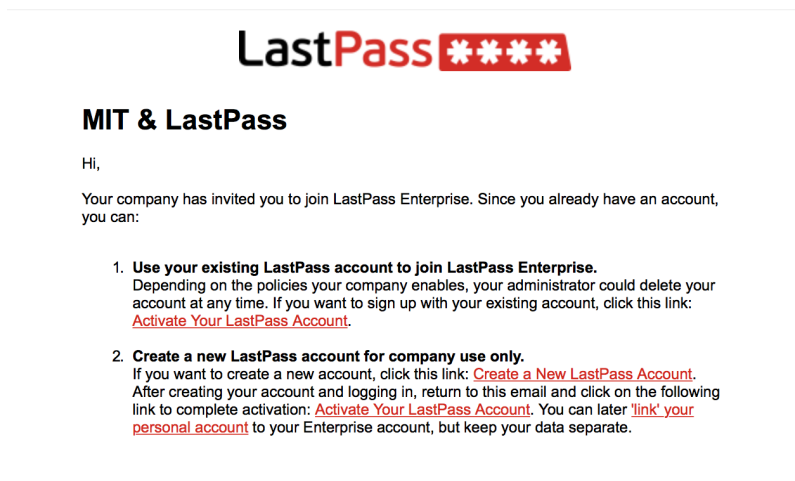 LastPass ****
MIT & LastPass
Hi,
Your company has invited you to join LastPass Enterprise. Since you already have an account,
you can:
1. Use your existing LastPass account to join LastPass Enterprise.
Depending on the policies your company enables, your administrator could delete your
account at any time. If you want to sign up with your existing account, click this link:
Activate Your LastPass Account.
2. Create a new LastPass account for company use only.
If you want to create a new account, click this link: Create a New LastPass Account.
After creating your account and logging in, return to this email and click on the following
link to complete activation: Activate Your LastPass Account. You can later 'link' your
personal account to your Enterprise account, but keep your data separate.